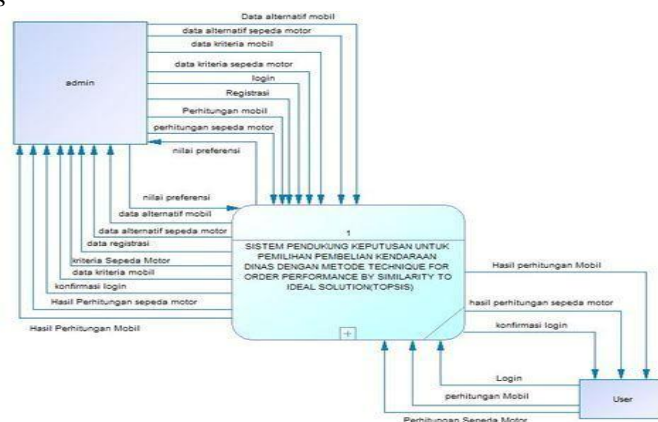 Data alternatif mobil
data alternatif sepeda motor
data kriteria mobil
data kriteria sepeda motor
login
Registrasi
Perhitungan mobil
perhitungan sepeda motor
nilai preferensi
admin
nilai preferensi
data alternatif mobil
data alternatif sepeda motor
data registrasi
kriteria Sepeda Motor
data kriteria mobil
konfirmasi login
Hasil Perhitungan sepeda motor
Hasil Perhitungan Mobil
1
SISTEM PENDUKUNG KEPUTUSAN UNTUK
PEMILIHAN PEMBELIAN KENDARAAN
DINAS DENGAN METODE TECHNIQUE FOR
ORDER PERFORMANCE BY SIMILARITY TO
IDEAL SOLUTION(TOPSIS)
Hasil perhitungan Mobil
hasil perhitungan sepeda motor
konfirmasi login
Login
perhitungan Mobil
Perhitungan Sepeda Motor
User